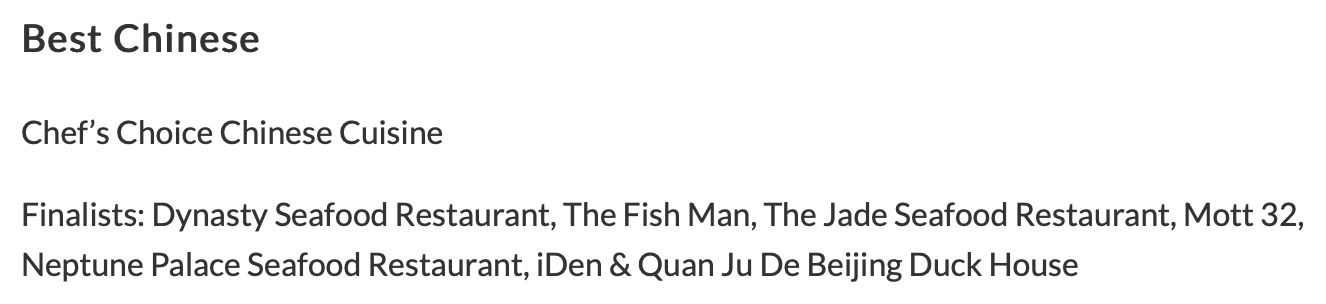 Best Chinese
Chef’s Choice Chinese Cuisine
Finalists: Dynasty Seafood Restaurant, The Fish Man, The Jade Seafood Restaurant, Mott 32,
Neptune Palace Seafood Restaurant, iDen & Quan Ju De Beijing Duck House